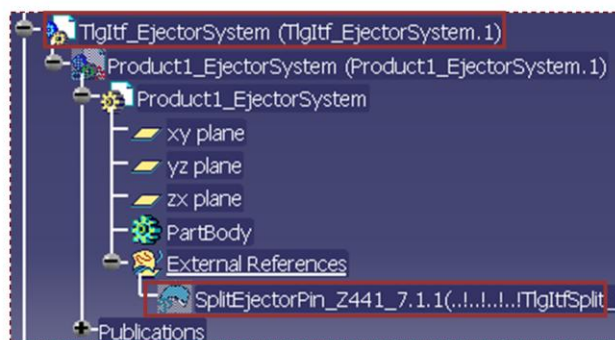 TlgItf_EjectorSystem (TlgItf_EjectorSystem.1)
Product1_EjectorSystem (Product1_EjectorSystem.1)
Product1_EjectorSystem
xy plane
yz plane
zx plane
PartBody
External References
SplitEjectorPin_Z441_7.1.1(..!..!..!..!TlgItfSplit_
Publications